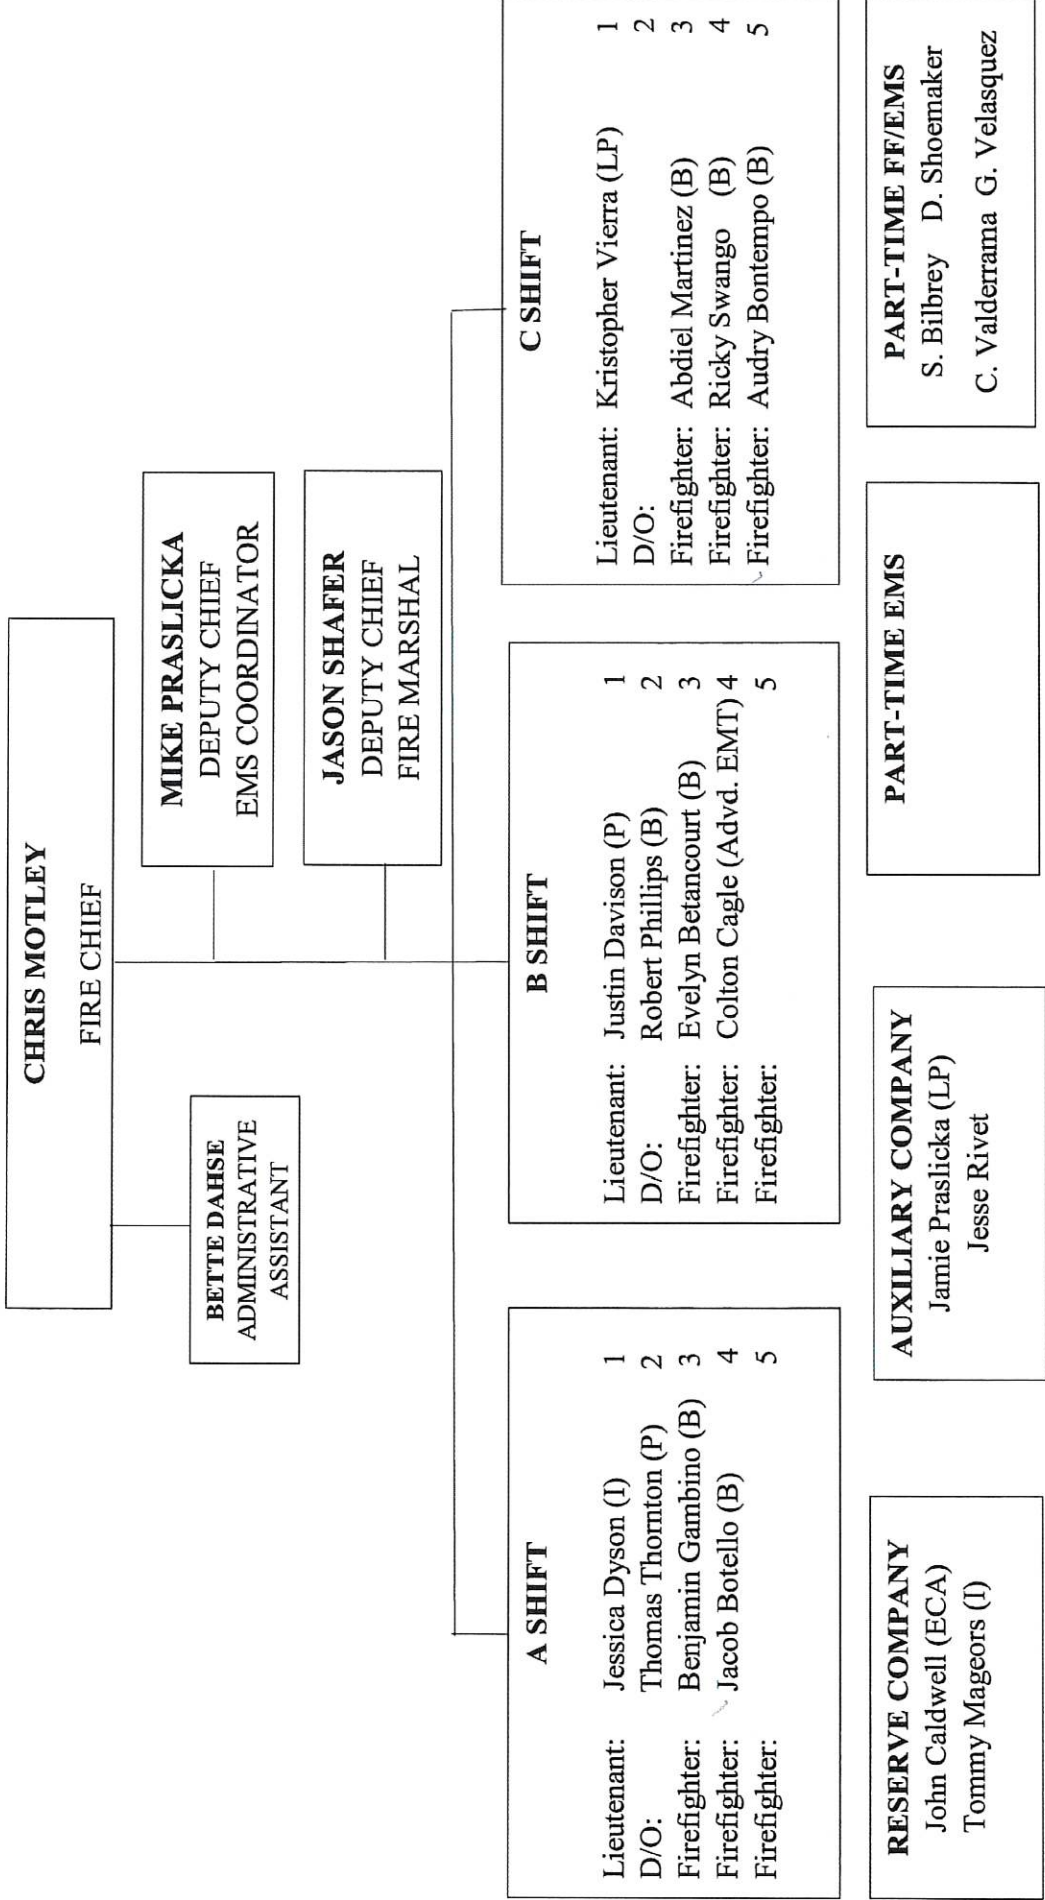 CHRIS MOTLEY
FIRE CHIEF
BETTE DAHSE
ADMINISTRATIVE
ASSISTANT
MIKE PRASLICKA
DEPUTY CHIEF
EMS COORDINATOR
JASON SHAFER
DEPUTY CHIEF
FIRE MARSHAL
A SHIFT
Lieutenant: Jessica Dyson (I) 1
D/O: Thomas Thornton (P) 2
Firefighter: Benjamin Gambino (B) 3
Firefighter: Jacob Botello (B) 4
Firefighter: 5
B SHIFT
Lieutenant: Justin Davison (P) 1
D/O: Robert Phillips (B) 2
Firefighter: Evelyn Betancourt (B) 3
Firefighter: Colton Cagle (Advd. EMT) 4
Firefighter: 5
C SHIFT
Lieutenant: Kristopher Vierra (LP) 1
D/O: 2
Firefighter: Abdiel Martinez (B) 3
Firefighter: Ricky Swango (B) 4
Firefighter: Audry Bontempo (B) 5
RESERVE COMPANY
John Caldwell (ECA)
Tommy Mageors (I)
AUXILIARY COMPANY
Jamie Praslicka (LP)
Jesse Rivet
PART-TIME EMS
PART-TIME FF/EMS
S. Bilbrey D. Shoemaker
C. Valderrama G. Velasquez